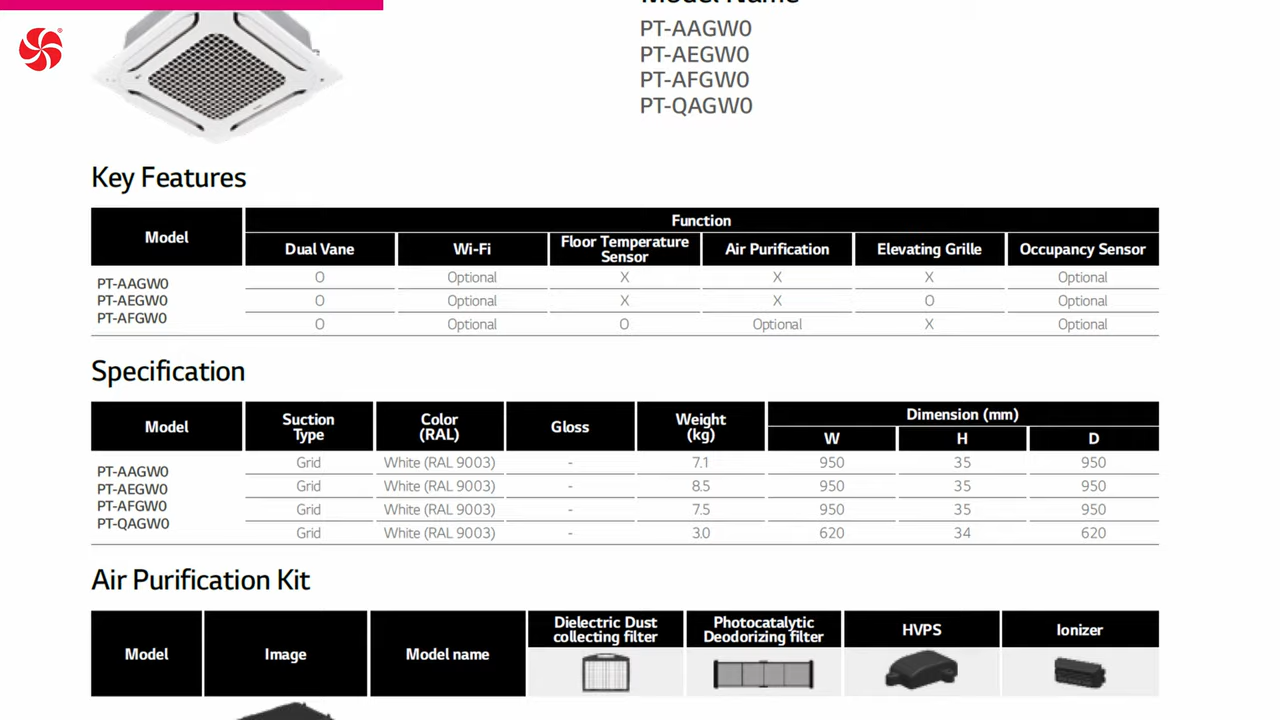 Model Name
PT-AAGW0
PT-AEGW0
PT-AFGW0
PT-QAGW0
Key Features
Model
Function
Dual Vane
Wi-Fi
Floor Temperature
Sensor
Air Purification
Elevating Grille
Occupancy Sensor
PT-AAGW0
PT-AEGW0
PT-AFGW0
O Optional X X X Optional
O Optional X X O Optional
O Optional O Optional X Optional
Specification
Model
Suction
Type
Color
(RAL)
Gloss
Weight
(kg)
Dimension (mm)
W H D
PT-AAGW0
PT-AEGW0
PT-AFGW0
PT-QAGW0
Grid White (RAL 9003) - 7.1 950 35 950
Grid White (RAL 9003) - 8.5 950 35 950
Grid White (RAL 9003) - 7.5 950 35 950
Grid White (RAL 9003) - 3.0 620 34 620
Air Purification Kit
Model
Image
Model name
Dielectric Dust
collecting filter
Photocatalytic
Deodorizing filter
HVPS
Ionizer